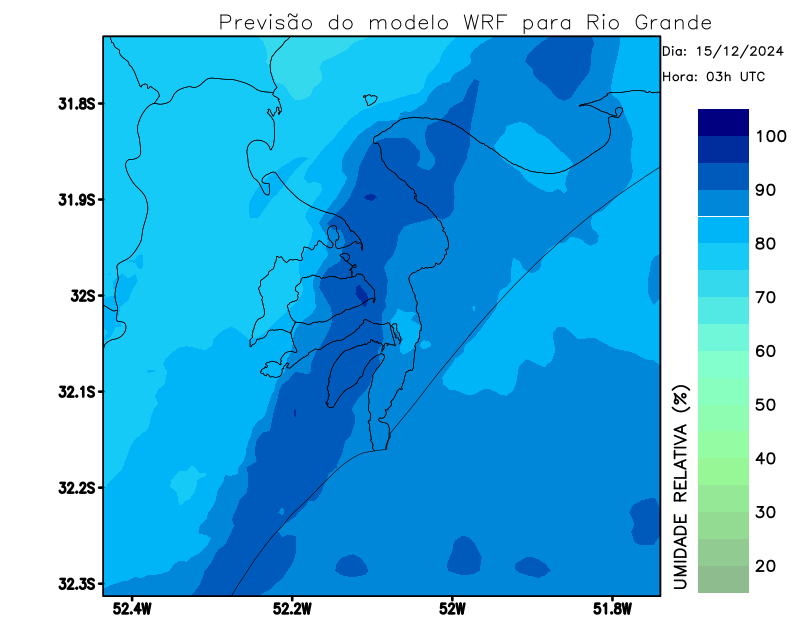 Previsão do modelo WRF para Rio Grande
Dia: 15/12/2024
Hora: 03h UTC
31.8S
31.9S
32S
32.1S
32.2S
32.3S
52.4W
52.2W
52W
51.8W
100
90
80
70
60
50
40
30
20
UMIDADE RELATIVA (%)